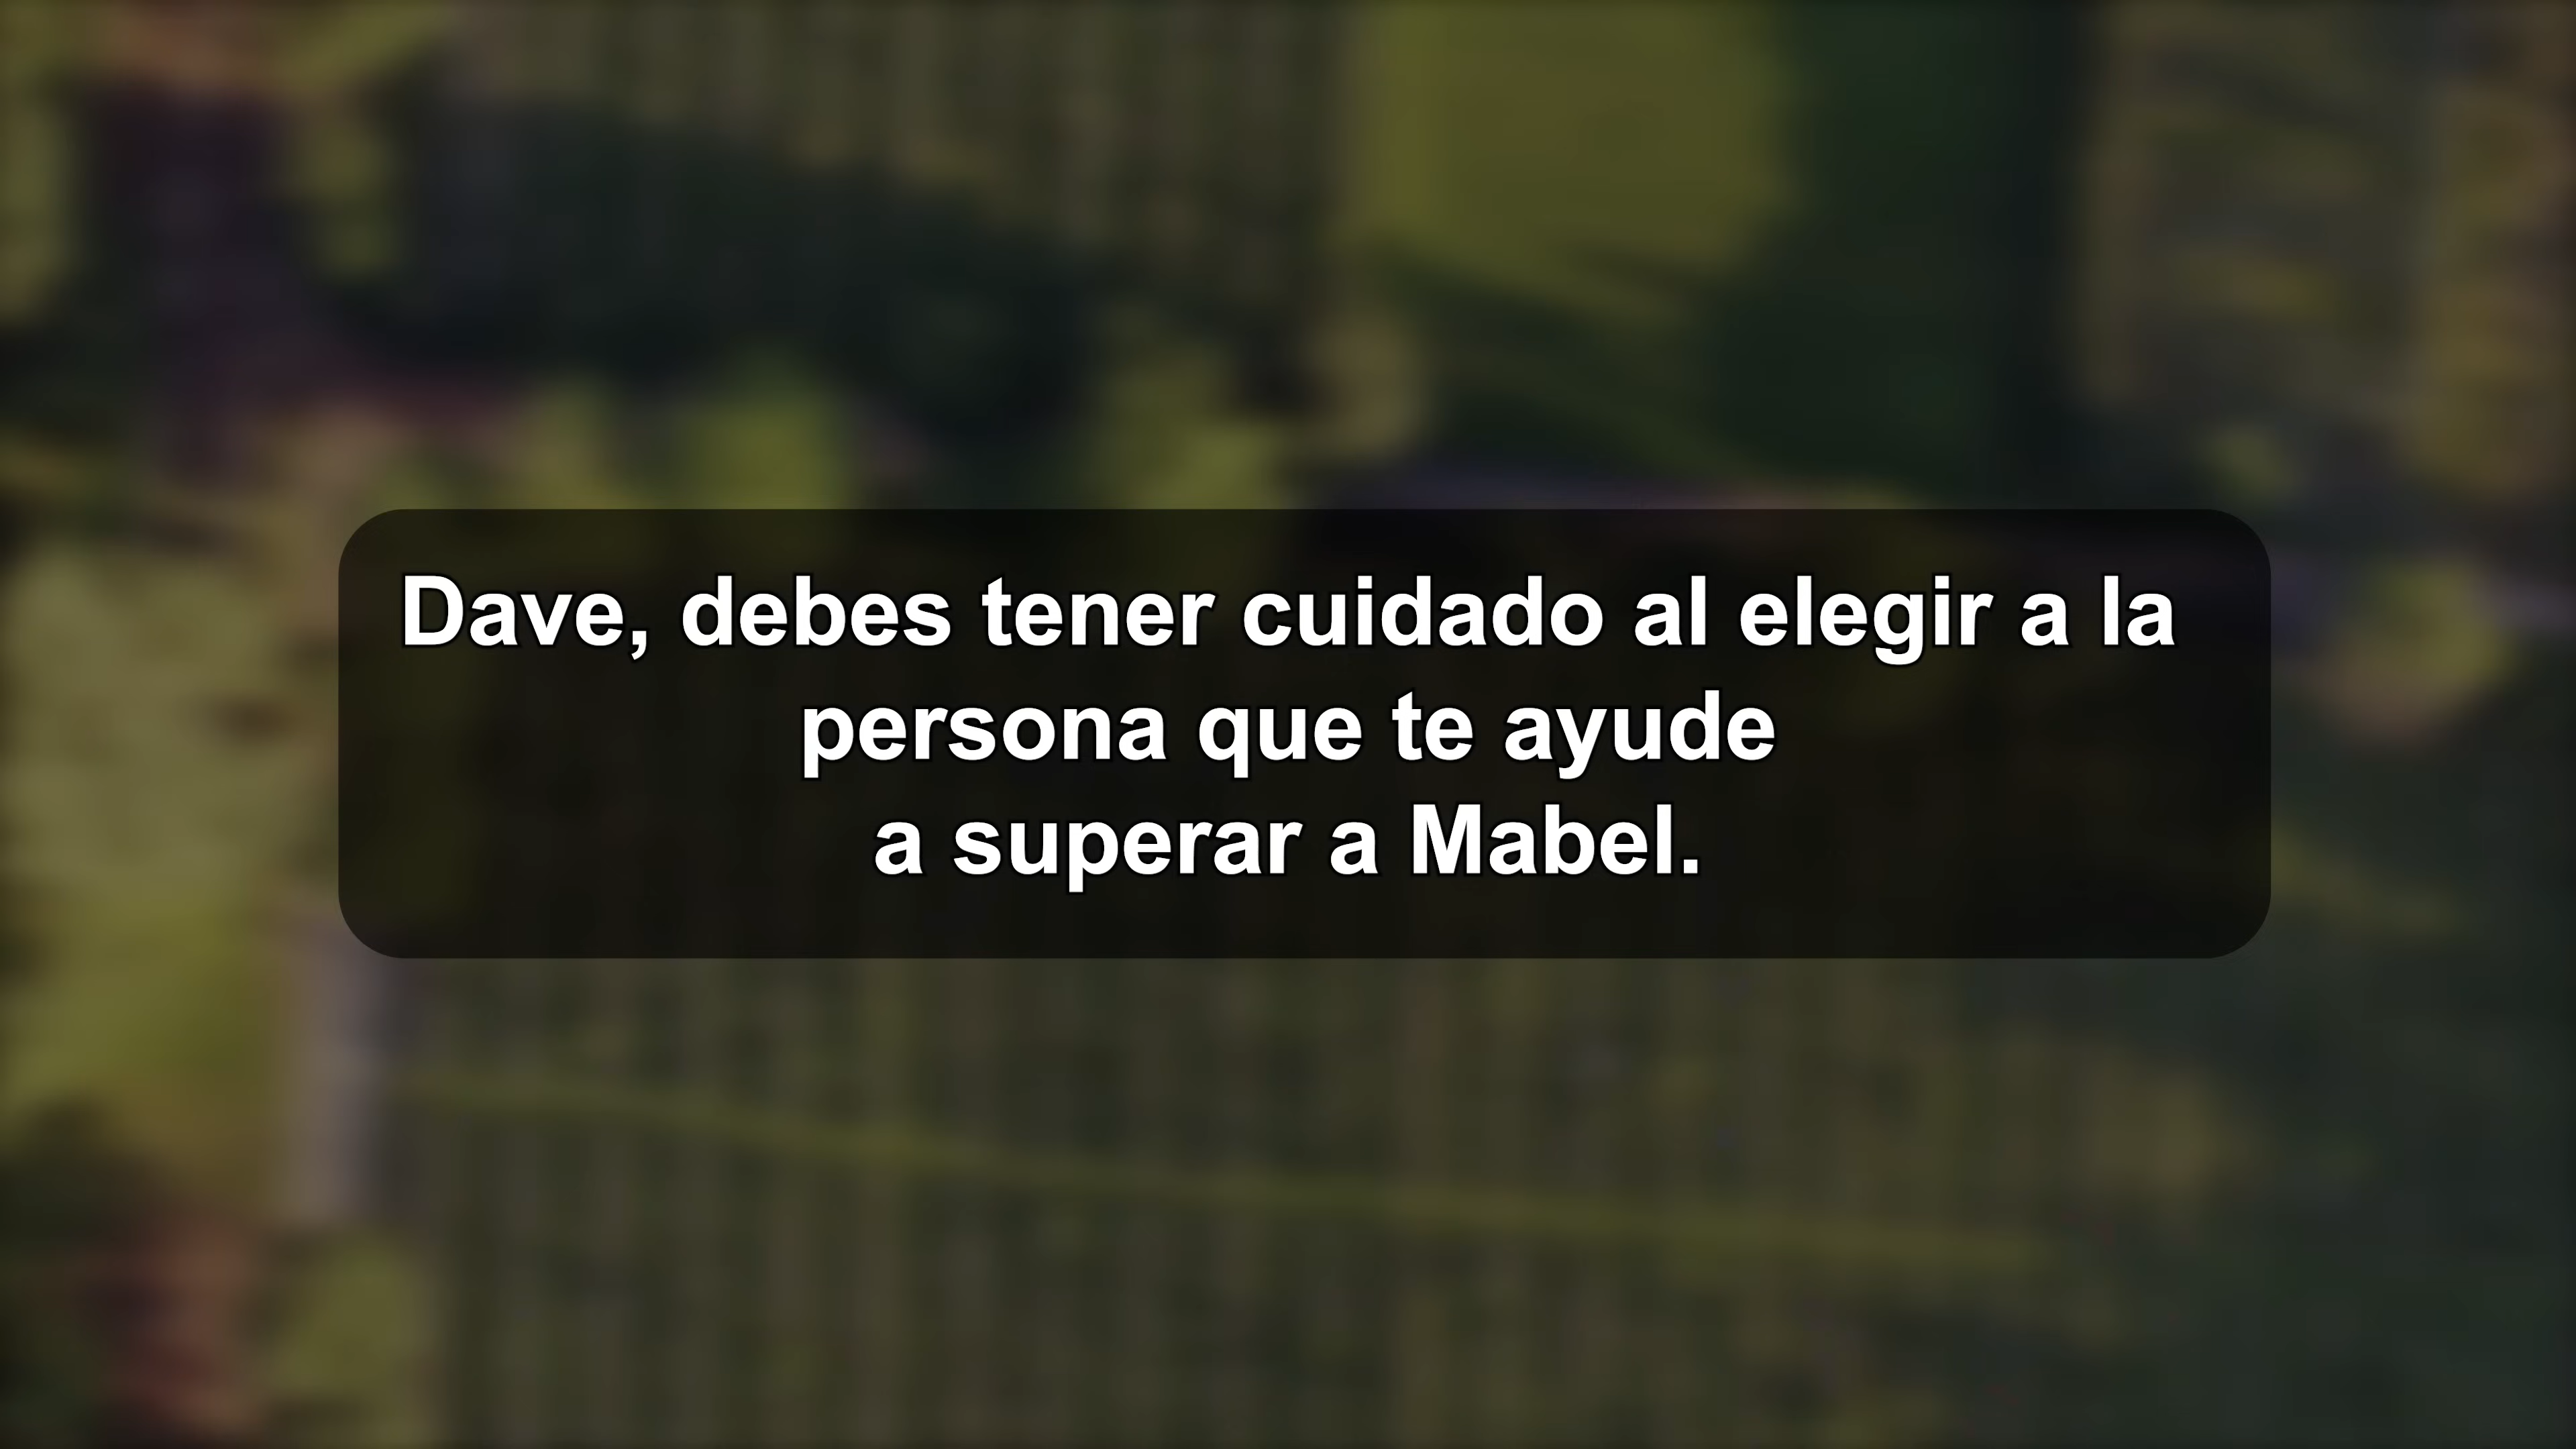 Dave, debes tener cuidado al elegir a la
persona que te ayude
a superar a Mabel.